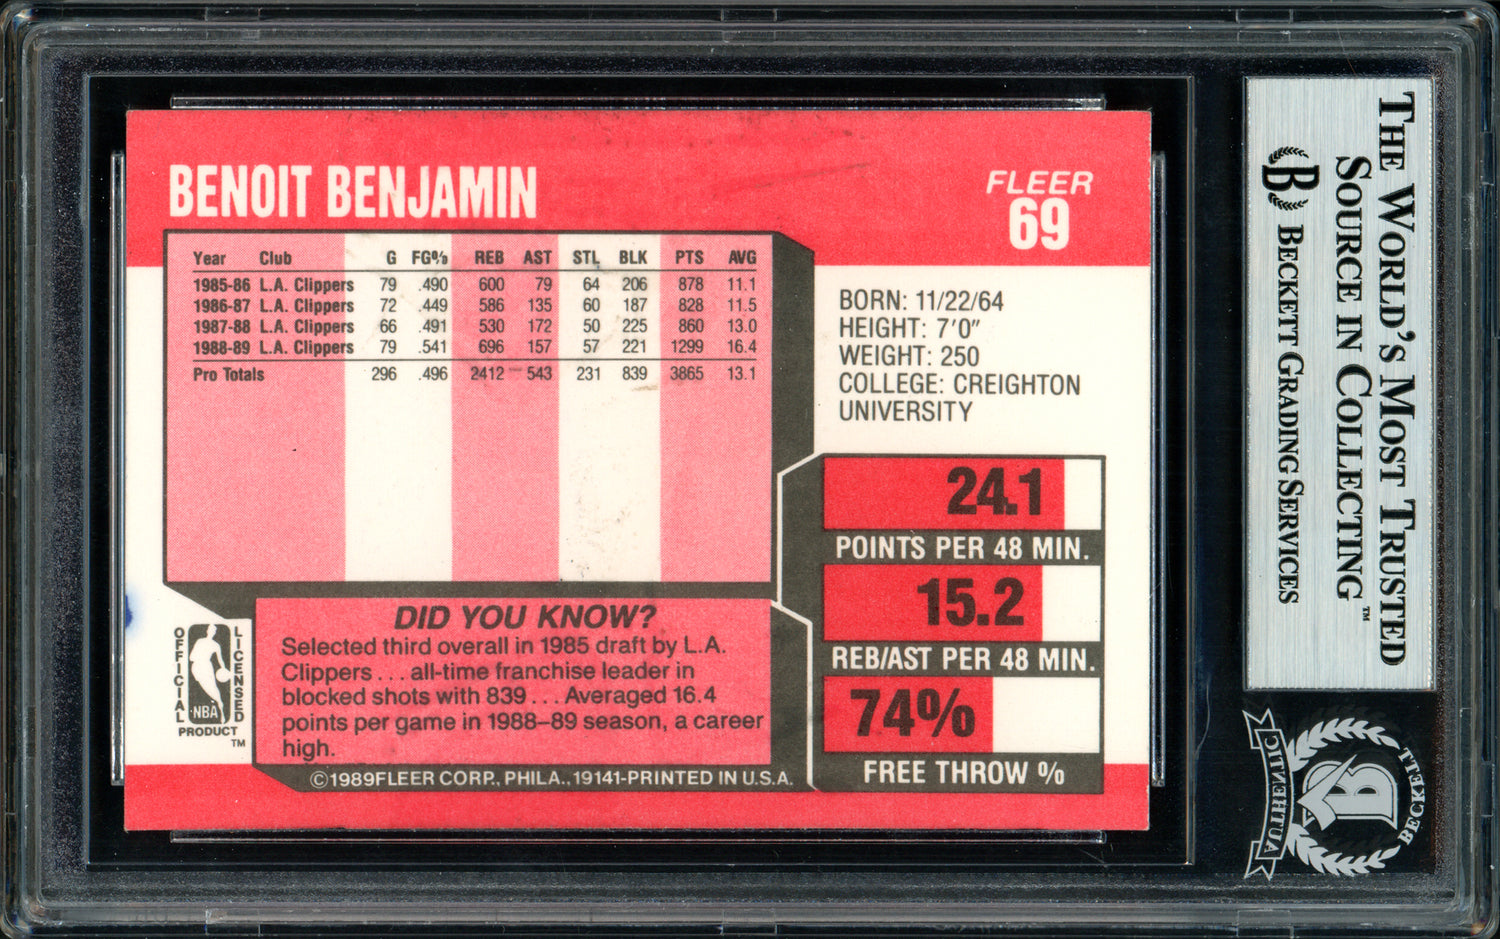 BENOIT BENJAMIN
FLEER
69
Year Club G FG% REB AST STL BLK PTS AVG
1985-86 L.A. Clippers 79 .490 600 79 64 206 878 11.1
1986-87 L.A. Clippers 72 .449 586 135 60 187 828 11.5
1987-88 L.A. Clippers 66 .491 530 172 50 225 860 13.0
1988-89 L.A. Clippers 79 .541 696 157 57 221 1299 16.4
Pro Totals 296 .496 2412 543 231 839 3865 13.1
BORN: 11/22/64
HEIGHT: 7'0"
WEIGHT: 250
COLLEGE: CREIGHTON
UNIVERSITY
24.1
POINTS PER 48 MIN.
15.2
REB/AST PER 48 MIN.
74%
FREE THROW %
DID YOU KNOW?
Selected third overall in 1985 draft by L.A.
Clippers . . . all-time franchise leader in
blocked shots with 839 . . . Averaged 16.4
points per game in 1988–89 season, a career
high.
OFFICIAL
LICENSED
NBA
PRODUCT
TM
©1989FLEER CORP., PHILA., 19141-PRINTED IN U.S.A.
THE WORLD'S MOST TRUSTED
SOURCE IN COLLECTING™
B BECKETT GRADING SERVICES
AUTHENTIC
B
BECKETT